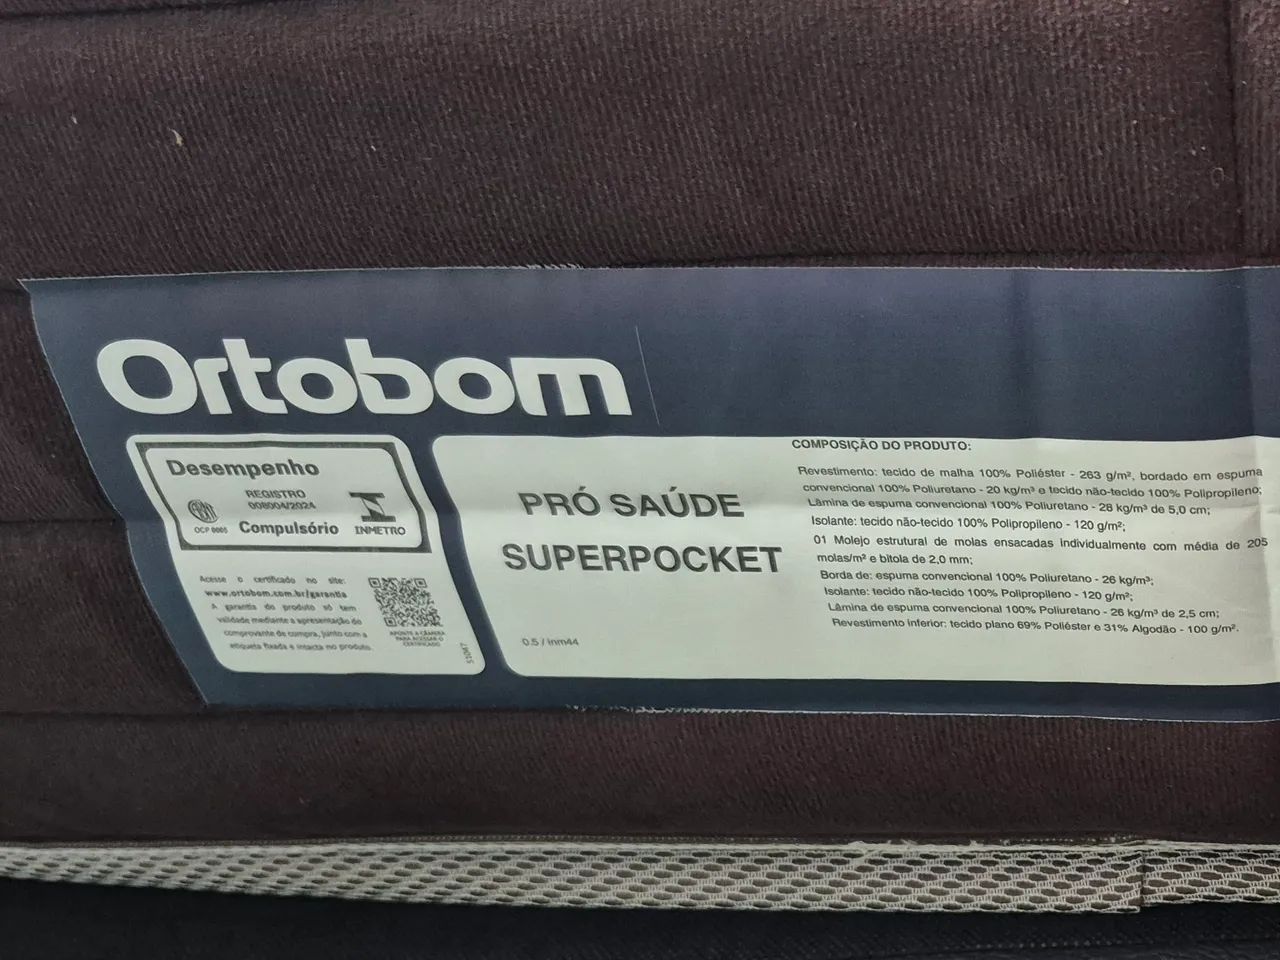 Ortobom
Desempenho
REGISTRO
008004/2024
ABNT
OCP 0005
Compulsório
INMETRO
Acesse o certificado no site:
www.ortobom.com.br/garantia
A garantia do produto só tem
validade mediante a apresentação do
comprovante de compra, junto com a
etiqueta fixada e intacta no produto.
APONTE A CÂMERA
PARA ACESSAR O
CERTIFICADO
PRÓ SAÚDE
SUPERPOCKET
0.5 / inm44
COMPOSIÇÃO DO PRODUTO:
Revestimento: tecido de malha 100% Poliéster - 263 g/m², bordado em espuma
convencional 100% Poliuretano - 20 kg/m³ e tecido não-tecido 100% Polipropileno;
Lâmina de espuma convencional 100% Poliuretano - 28 kg/m³ de 5,0 cm;
Isolante: tecido não-tecido 100% Polipropileno - 120 g/m²;
01 Molejo estrutural de molas ensacadas individualmente com média de 205
molas/m² e bitola de 2,0 mm;
Borda de: espuma convencional 100% Poliuretano - 26 kg/m³;
Isolante: tecido não-tecido 100% Polipropileno - 120 g/m²;
Lâmina de espuma convencional 100% Poliuretano - 26 kg/m³ de 2,5 cm;
Revestimento inferior: tecido plano 69% Poliéster e 31% Algodão - 100 g/m².